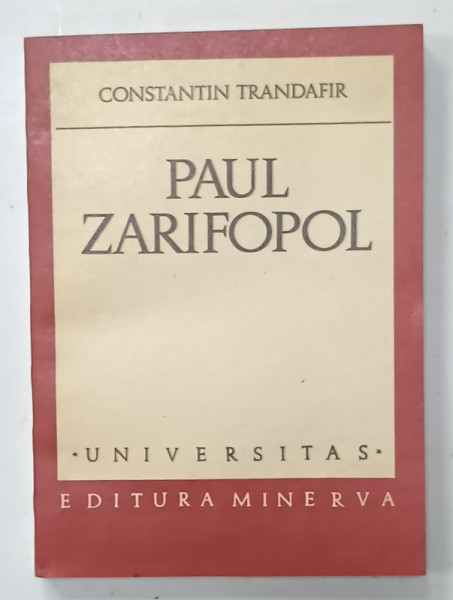 CONSTANTIN TRANDAFIR
PAUL
ZARIFOPOL
·UNIVERSITAS·
EDITURA MINERVA